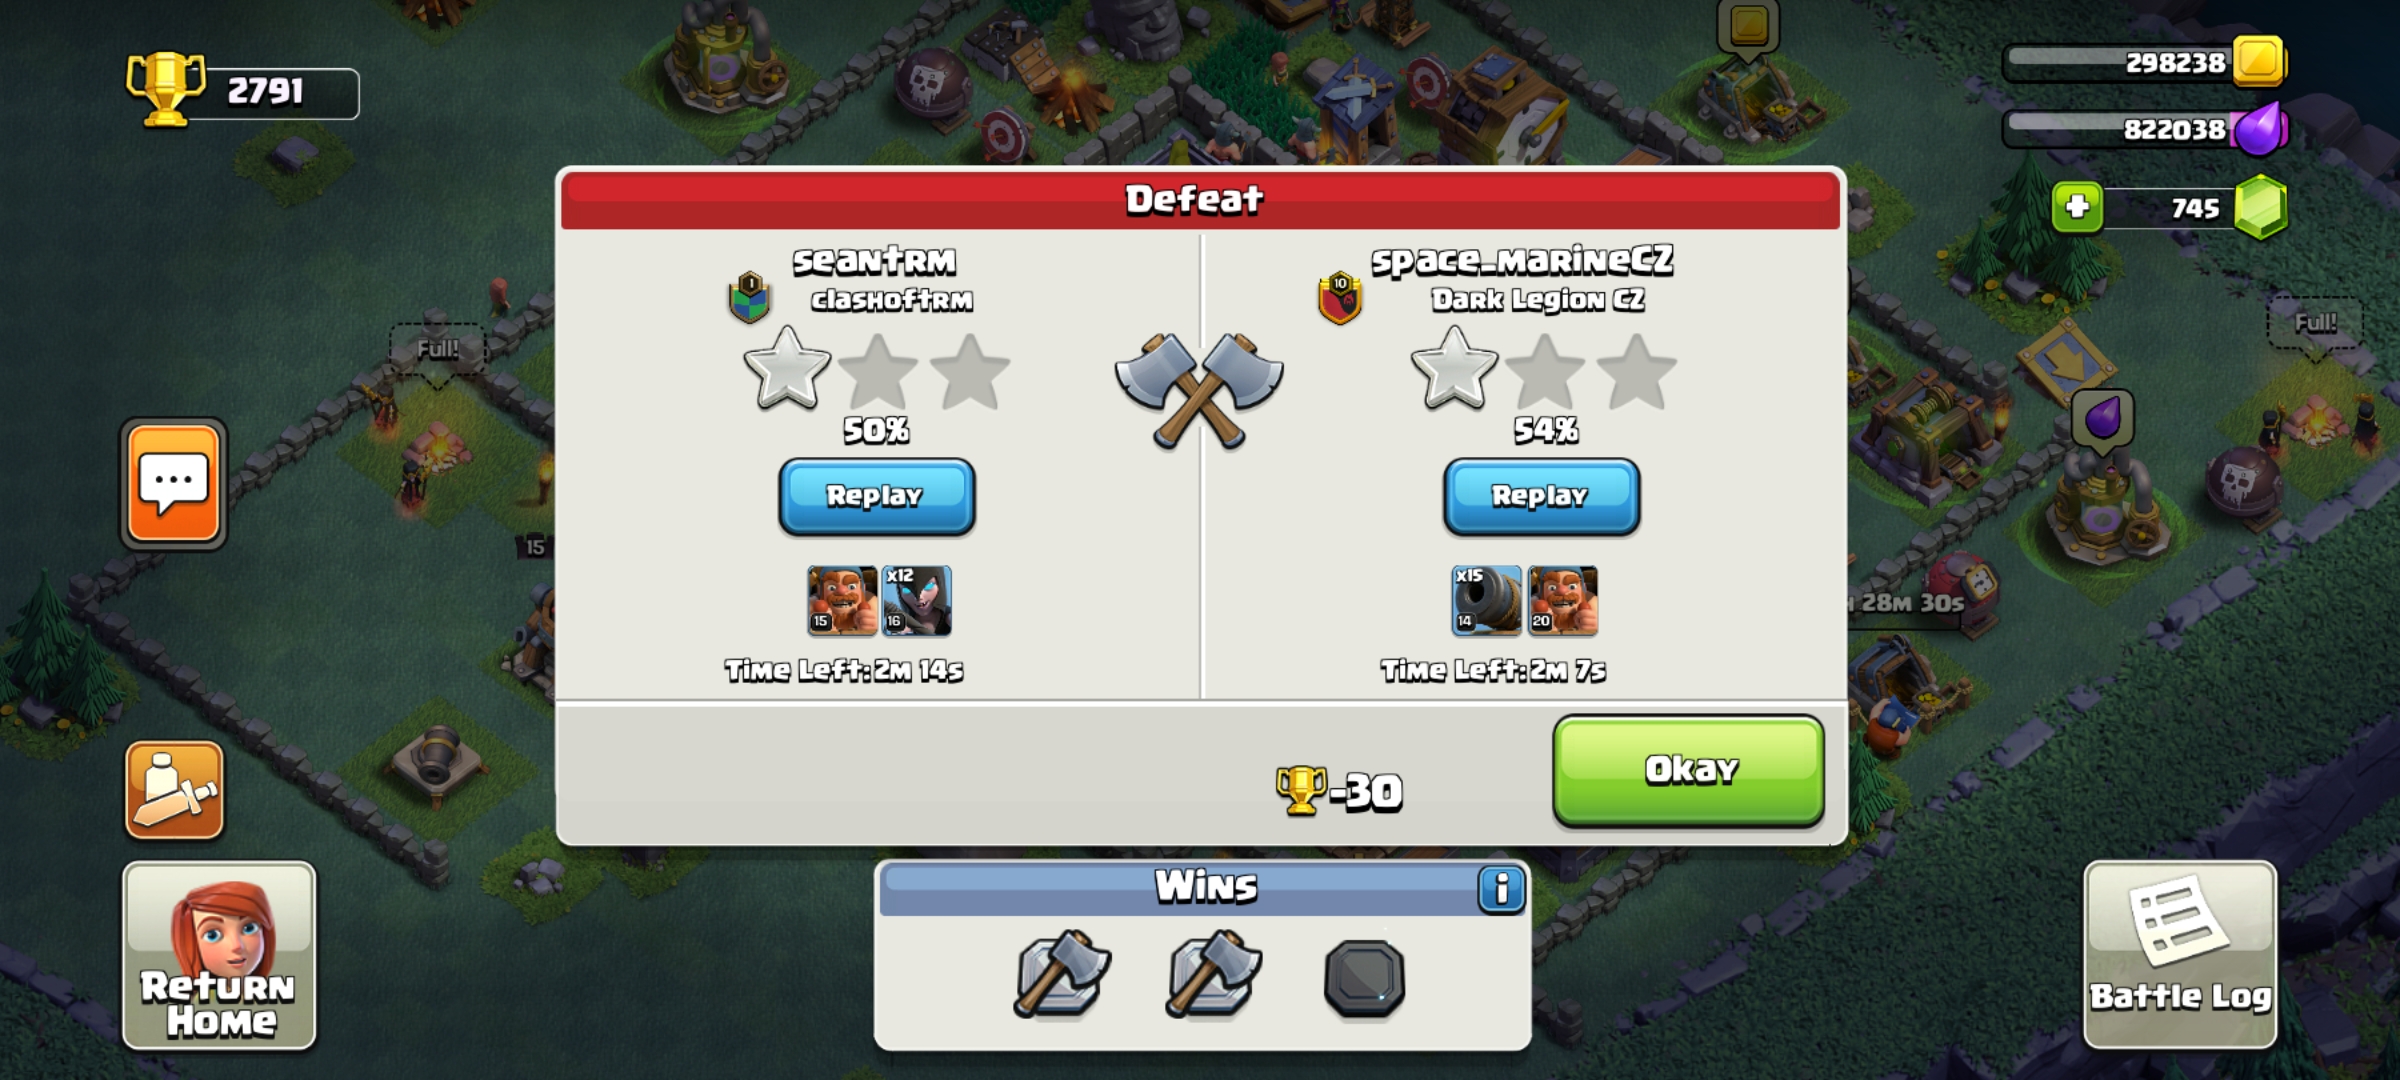 2791
298238
822038
745
Defeat
seantRM
clashoftRM
1
50%
Replay
15
x12
16
Time Left:2m 14s
space_marineCZ
Dark Legion CZ
10
54%
Replay
x15
14
20
Time Left:2m 7s
-30
Okay
Full!
Full!
15
28m 30s
Wins
i
Return
Home
Battle Log